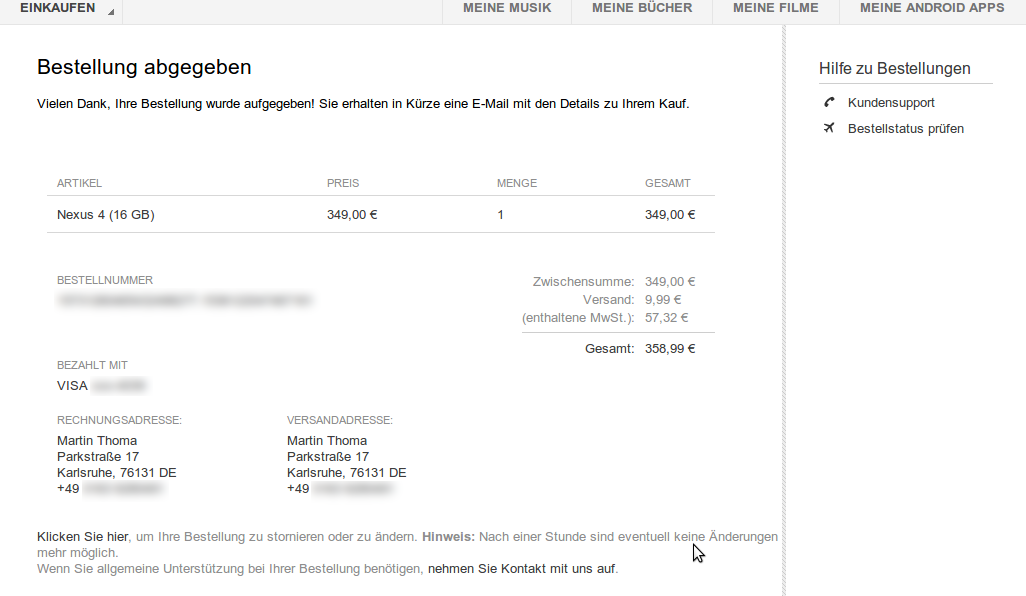 EINKAUFEN MEINE MUSIK MEINE BÜCHER MEINE FILME MEINE ANDROID APPS
Bestellung abgegeben
Vielen Dank, Ihre Bestellung wurde aufgegeben! Sie erhalten in Kürze eine E-Mail mit den Details zu Ihrem Kauf.
ARTIKEL PREIS MENGE GESAMT
Nexus 4 (16 GB) 349,00 € 1 349,00 €
BESTELLNUMMER
Zwischensumme: 349,00 €
Versand: 9,99 €
(enthaltene MwSt.): 57,32 €
Gesamt: 358,99 €
BEZAHLT MIT
VISA
RECHNUNGSADRESSE:
Martin Thoma
Parkstraße 17
Karlsruhe, 76131 DE
+49
VERSANDADRESSE:
Martin Thoma
Parkstraße 17
Karlsruhe, 76131 DE
+49
Klicken Sie hier, um Ihre Bestellung zu stornieren oder zu ändern. Hinweis: Nach einer Stunde sind eventuell keine Änderungen
mehr möglich.
Wenn Sie allgemeine Unterstützung bei Ihrer Bestellung benötigen, nehmen Sie Kontakt mit uns auf.
Hilfe zu Bestellungen
Kundensupport
Bestellstatus prüfen